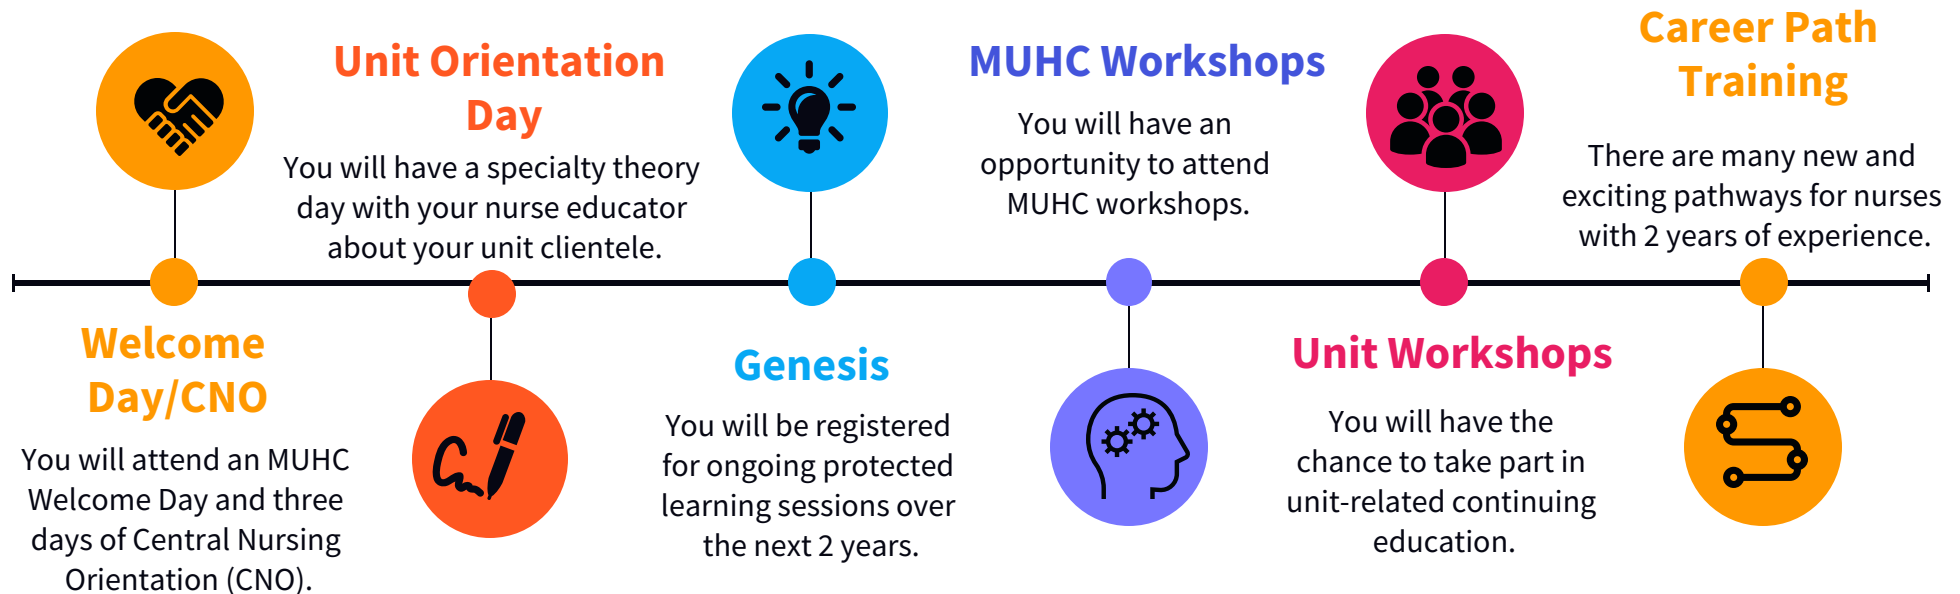 Welcome
Day/CNO
You will attend an MUHC
Welcome Day and three
days of Central Nursing
Orientation (CNO).
Unit Orientation
Day
You will have a specialty theory
day with your nurse educator
about your unit clientele.
Genesis
You will be registered
for ongoing protected
learning sessions over
the next 2 years.
MUHC Workshops
You will have an
opportunity to attend
MUHC workshops.
Unit Workshops
You will have the
chance to take part in
unit-related continuing
education.
Career Path
Training
There are many new and
exciting pathways for nurses
with 2 years of experience.